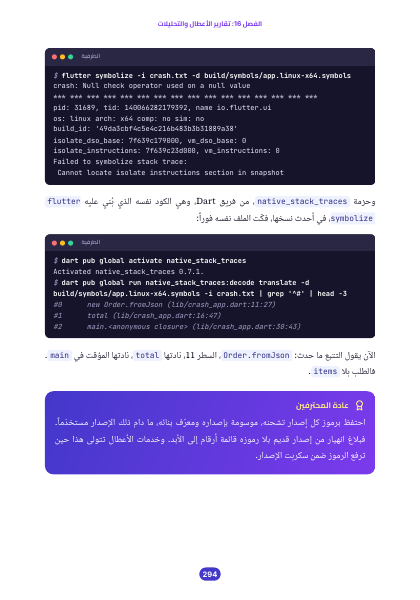 الفصل 16: تقارير الأعطال والتحليلات
الطرفية
$ flutter symbolize -i crash.txt -d build/symbols/app.linux-x64.symbols
crash: Null check operator used on a null value
*** *** *** *** *** *** *** *** *** *** *** *** *** *** *** ***
pid: 31689, tid: 140066282179392, name io.flutter.ui
os: linux arch: x64 comp: no sim: no
build_id: '49da3cbf4c5e4c216b483b3b31889a38'
isolate_dso_base: 7f639c179000, vm_dso_base: 0
isolate_instructions: 7f639c23d000, vm_instructions: 0
Failed to symbolize stack trace:
Cannot locate isolate instructions section in snapshot
وحزمة native_stack_traces، من فريق Dart، وهي الكود نفسه الذي بُني عليه flutter
symbolize، في أحدث نسخها، فكّت الملف نفسه فوراً:
الطرفية
$ dart pub global activate native_stack_traces
Activated native_stack_traces 0.7.1.
$ dart pub global run native_stack_traces:decode translate -d
build/symbols/app.linux-x64.symbols -i crash.txt | grep '^#' | head -3
#0 new Order.fromJson (lib/crash_app.dart:11:27)
#1 total (lib/crash_app.dart:16:47)
#2 main.<anonymous closure> (lib/crash_app.dart:30:43)
الآن يقول التتبع ما حدث: Order.fromJson، السطر 11، نادتها total، نادتها المؤقت في main.
فالطلب بلا items.
عادة المحترفين
احتفظ برموز كل إصدار تشحنه، موسومة بإصداره ومعرّف بنائه، ما دام ذلك الإصدار مستخدَماً.
فبلاغ انهيار من إصدار قديم بلا رموزه قائمة أرقام إلى الأبد. وخدمات الأعطال تتولى هذا حين
ترفع الرموز ضمن سكربت الإصدار.
294